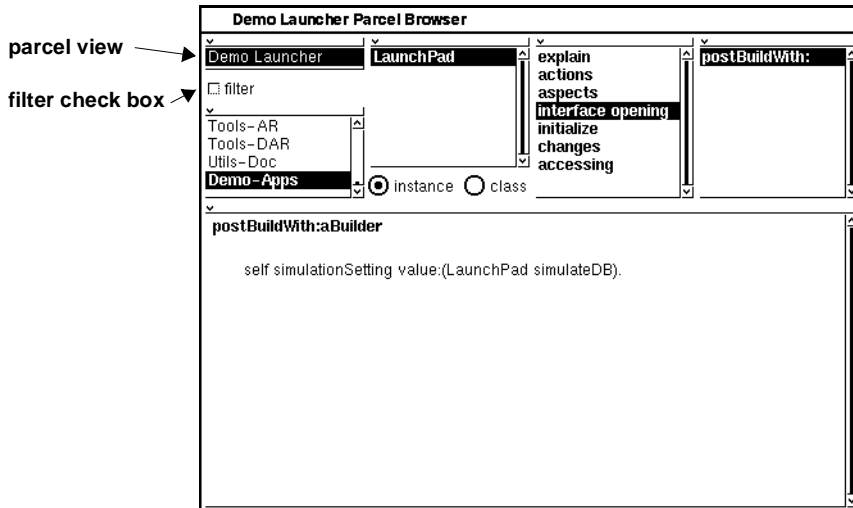 Demo Launcher Parcel Browser
parcel view
filter check box
Demo Launcher
filter
Tools-AR
Tools-DAR
Utils-Doc
Demo-Apps
LaunchPad
instance class
explain
actions
aspects
interface opening
initialize
changes
accessing
postBuildWith:
postBuildWith:aBuilder
self simulationSetting value:(LaunchPad simulateDB).